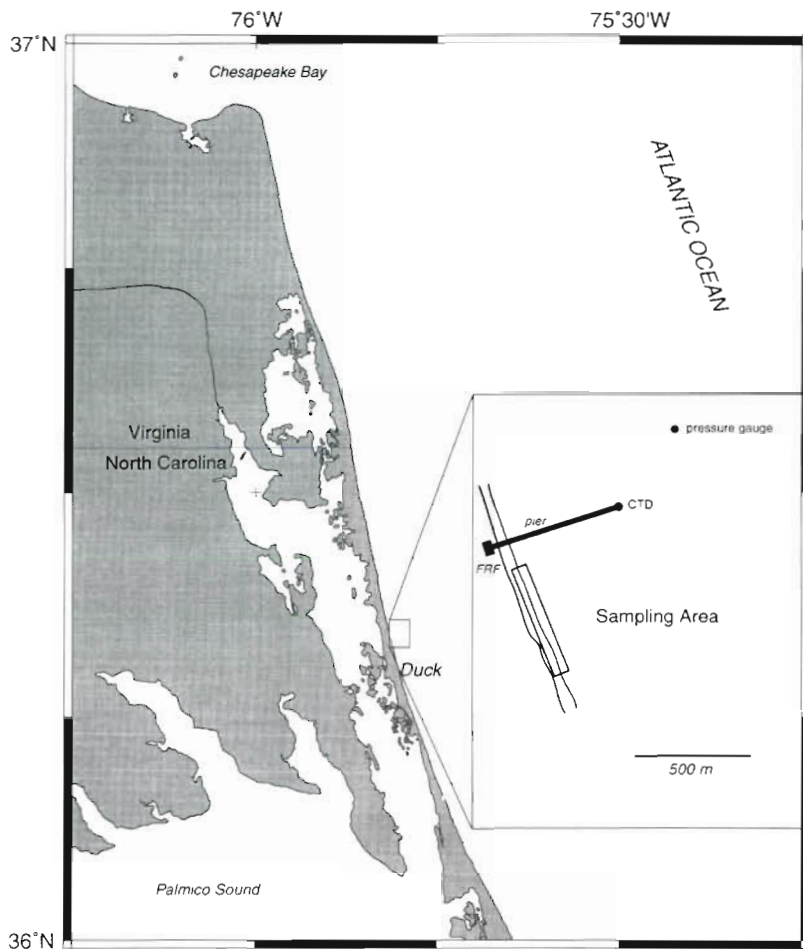 76°W
75°30'W
37°N
Chesapeake Bay
ATLANTIC OCEAN
Virginia
North Carolina
pressure gauge
CTD
pier
FRF
Sampling Area
Duck
500 m
Palmico Sound
36°N